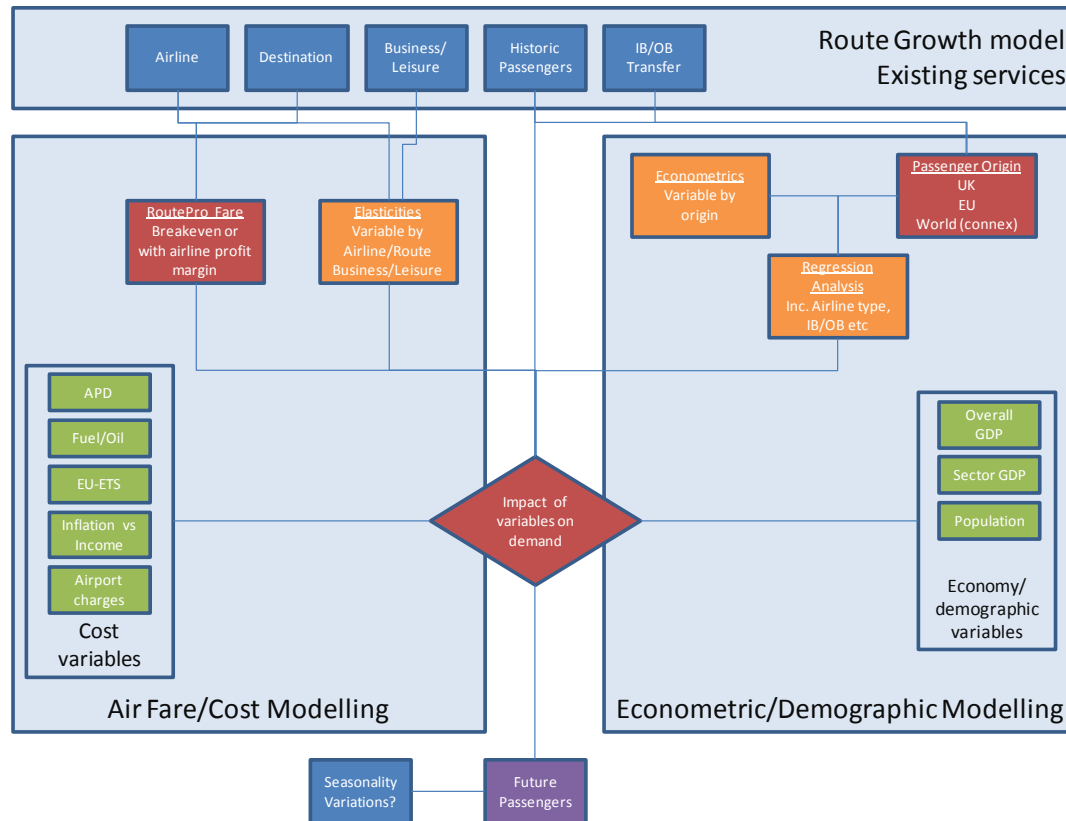 Route Growth model
Existing services
Airline
Destination
Business/
Leisure
Historic
Passengers
IB/OB
Transfer
RoutePro Fare
Breakeven or
with airline profit
margin
Elasticities
Variable by
Airline/Route
Business/Leisure
Econometrics
Variable by
origin
Passenger Origin
UK
EU
World (connex)
Regression
Analysis
Inc. Airline type,
IB/OB etc
APD
Fuel/Oil
EU-ETS
Inflation vs
Income
Airport
charges
Cost
variables
Impact of
variables on
demand
Overall
GDP
Sector GDP
Population
Economy/
demographic
variables
Air Fare/Cost Modelling
Econometric/Demographic Modelling
Seasonality
Variations?
Future
Passengers